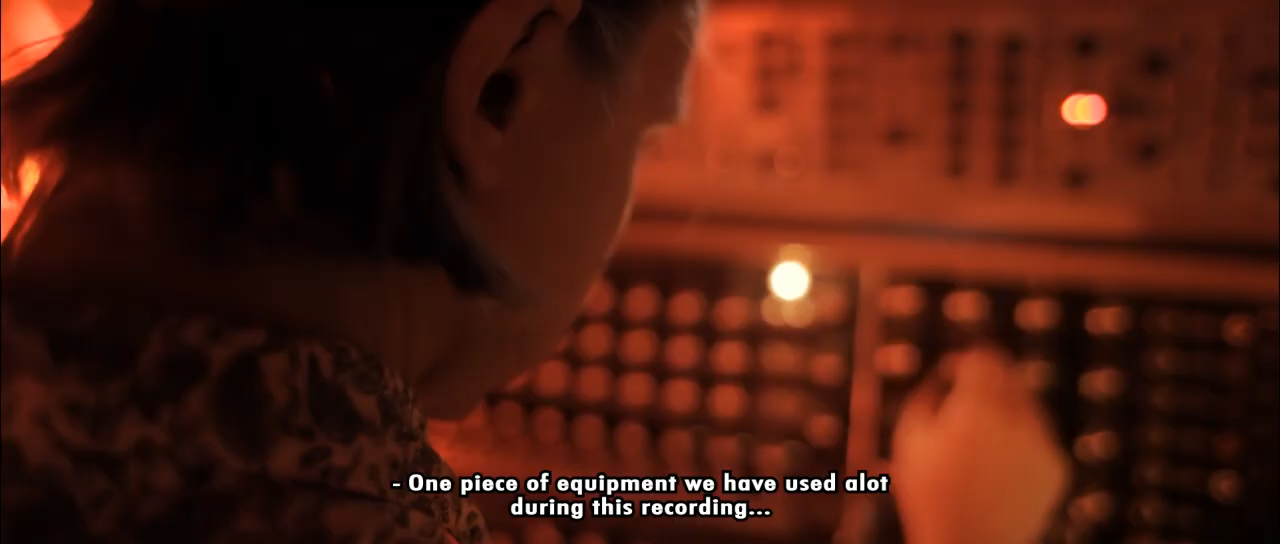 - One piece of equipment we have used alot
during this recording...